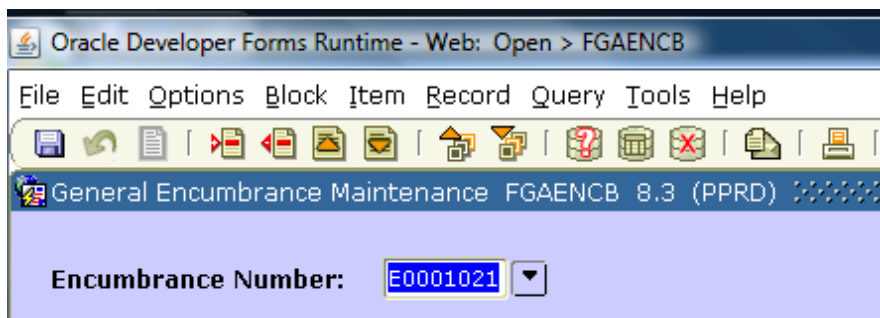 Oracle Developer Forms Runtime - Web: Open > FGAENCB
File Edit Options Block Item Record Query Tools Help
General Encumbrance Maintenance FGAENCB 8.3 (PPRD)
Encumbrance Number: E0001021